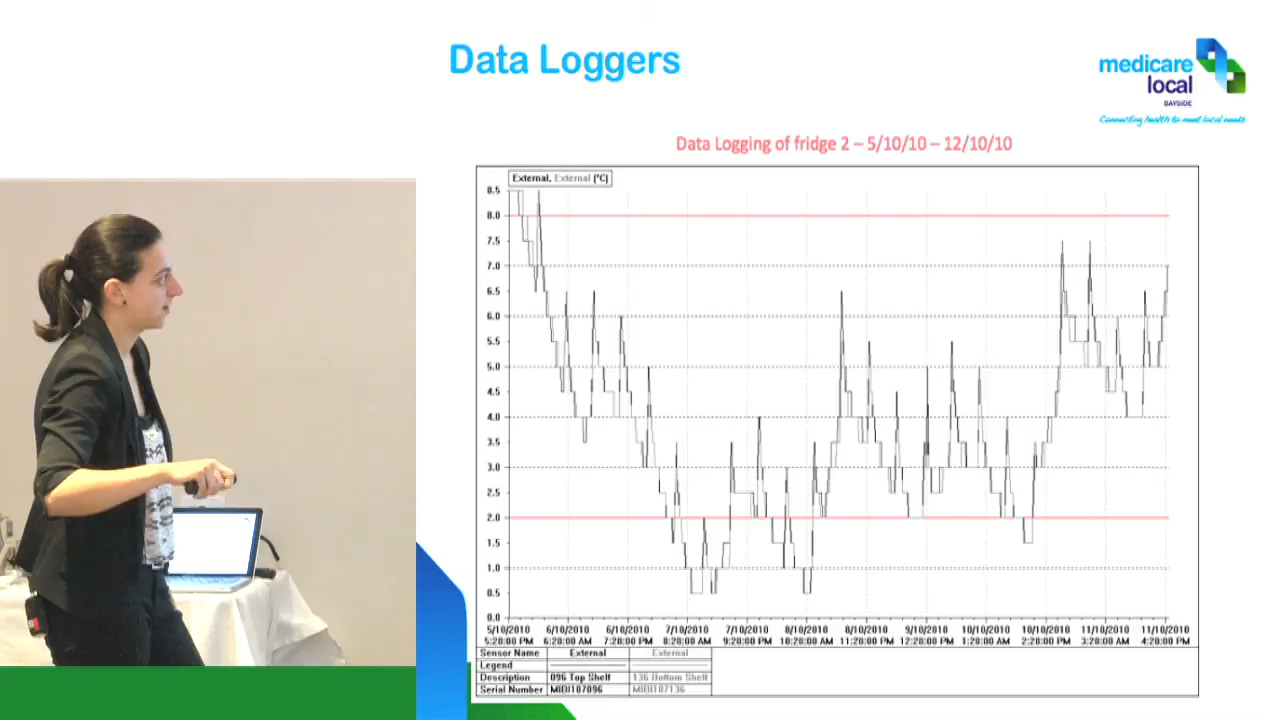 Data Loggers
medicare
local
BAYSIDE
Connecting health to meet local needs
Data Logging of fridge 2 – 5/10/10 – 12/10/10
External, External (°C)
8.5
8.0
7.5
7.0
6.5
6.0
5.5
5.0
4.5
4.0
3.5
3.0
2.5
2.0
1.5
1.0
0.5
0.0
5/10/2010 6/10/2010 6/10/2010 7/10/2010 7/10/2010 8/10/2010 8/10/2010 9/10/2010 10/10/2010 10/10/2010 11/10/2010 11/10/2010
5:28:00 PM 6:28:00 AM 7:28:00 PM 8:28:00 AM 9:28:00 PM 10:28:00 AM 11:28:00 PM 12:28:00 PM 1:28:00 AM 2:28:00 PM 3:28:00 AM 4:28:00 PM
Sensor Name External External
Legend
Description 096 Top Shelf 136 Bottom Shelf
Serial Number MIBI107096 MIBI107136